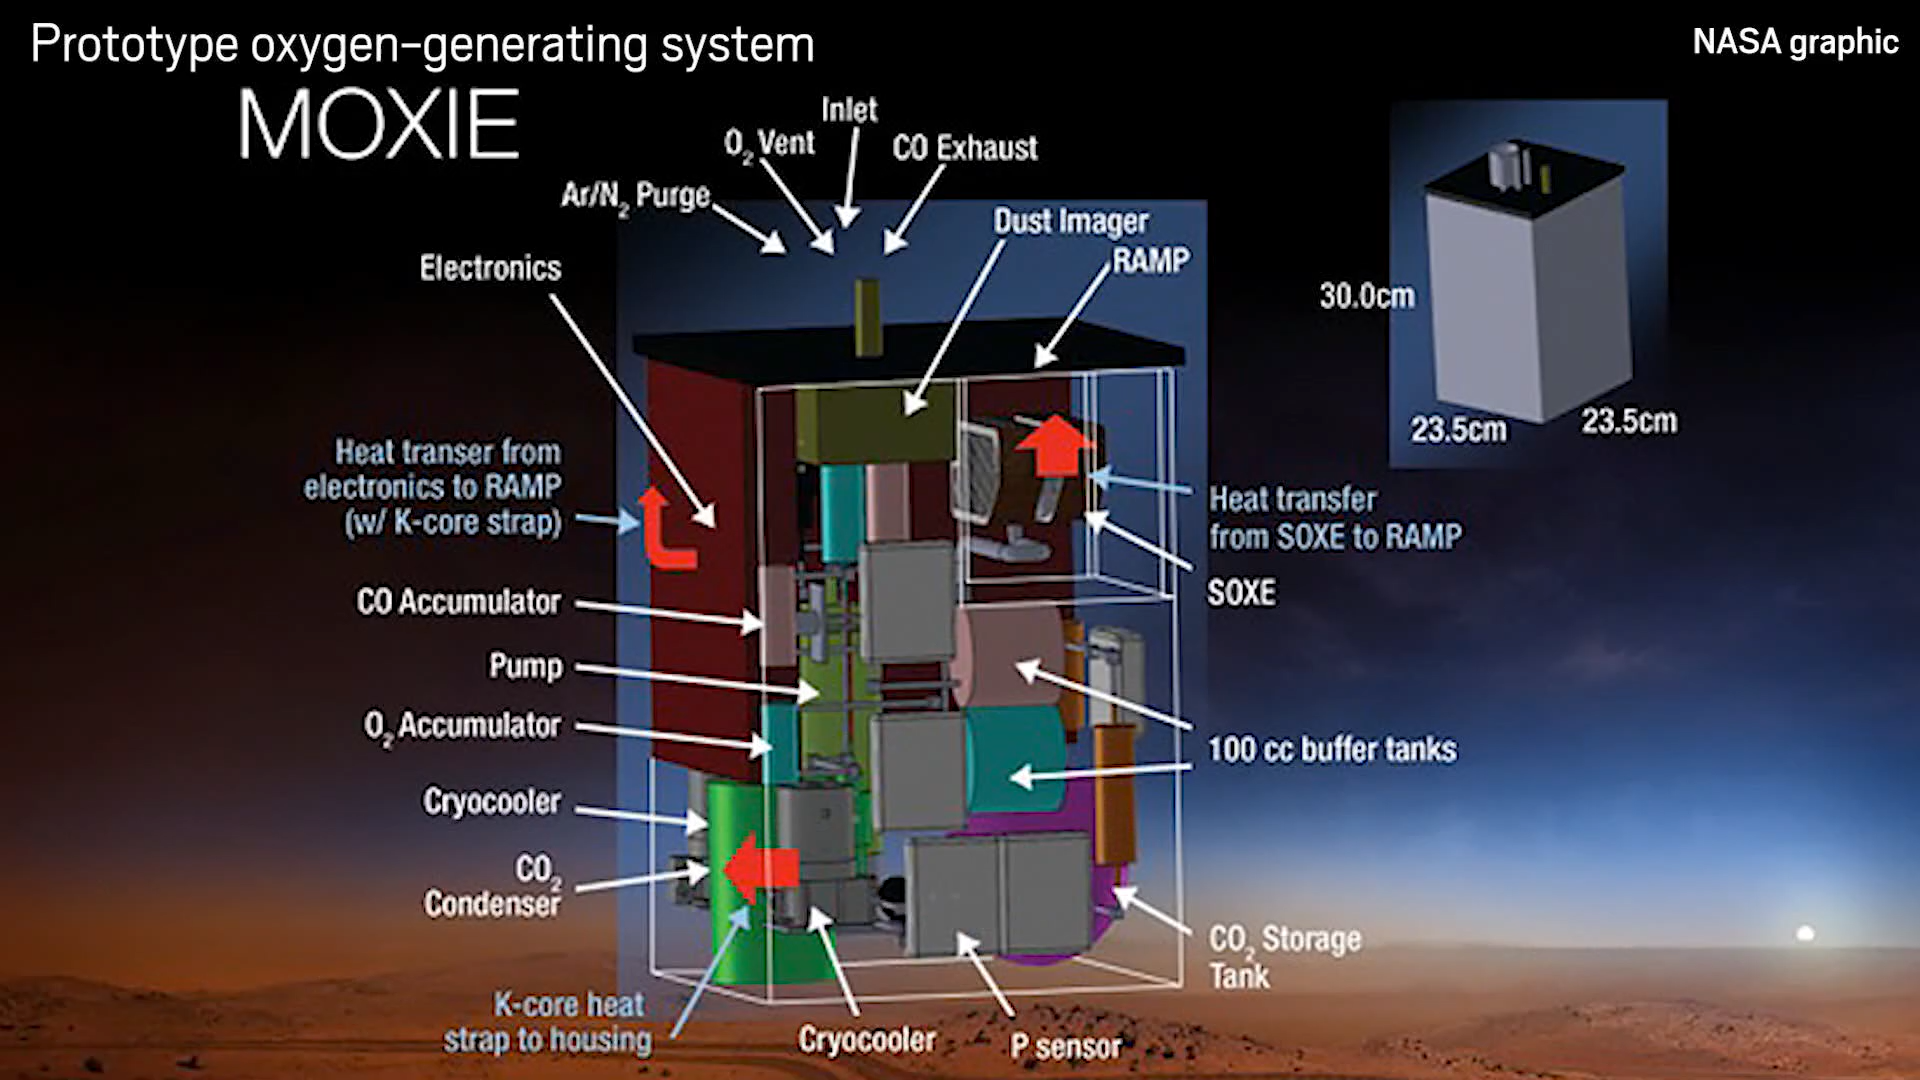 Prototype oxygen-generating system
NASA graphic
MOXIE
Inlet
O2 Vent
CO Exhaust
Ar/N2 Purge
Dust Imager
RAMP
Electronics
30.0cm
23.5cm
23.5cm
Heat transer from
electronics to RAMP
(w/ K-core strap)
Heat transfer
from SOXE to RAMP
SOXE
CO Accumulator
Pump
O2 Accumulator
100 cc buffer tanks
Cryocooler
CO2
Condenser
CO2 Storage
Tank
K-core heat
strap to housing
Cryocooler
P sensor